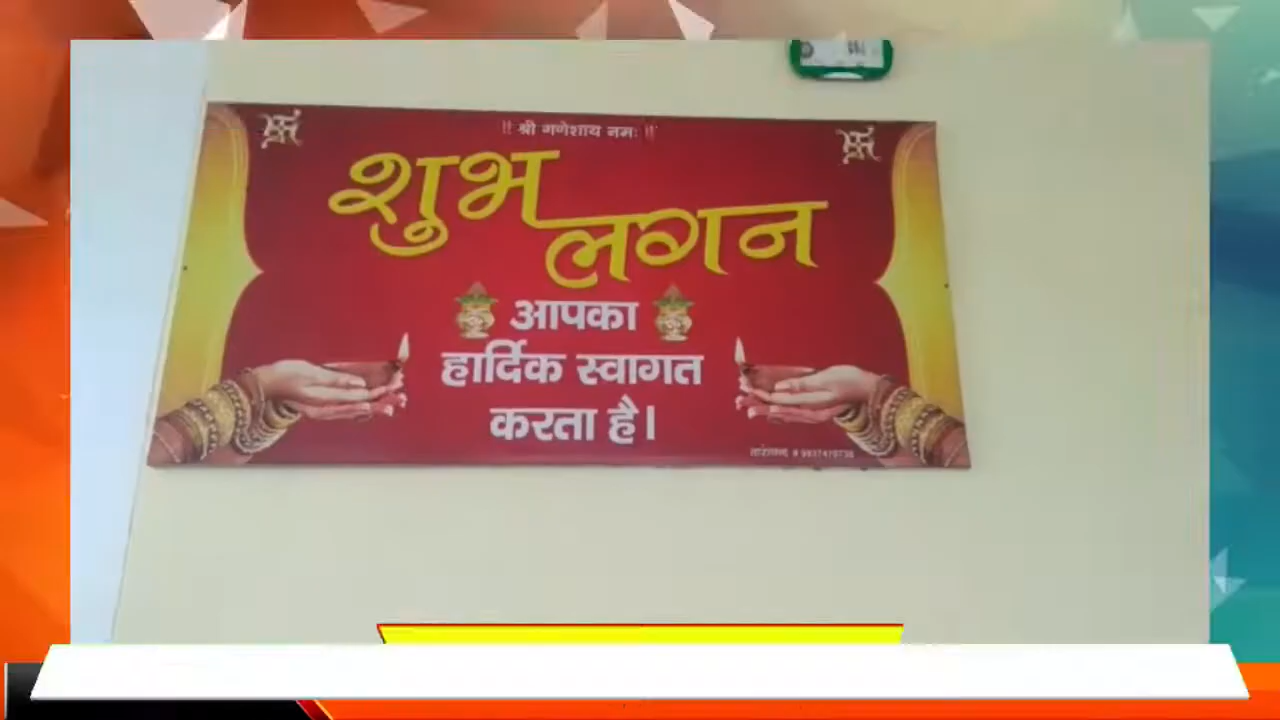 !! श्री गणेशाय नमः !!
शुभ
लगन
आपका
हार्दिक स्वागत
करता है।